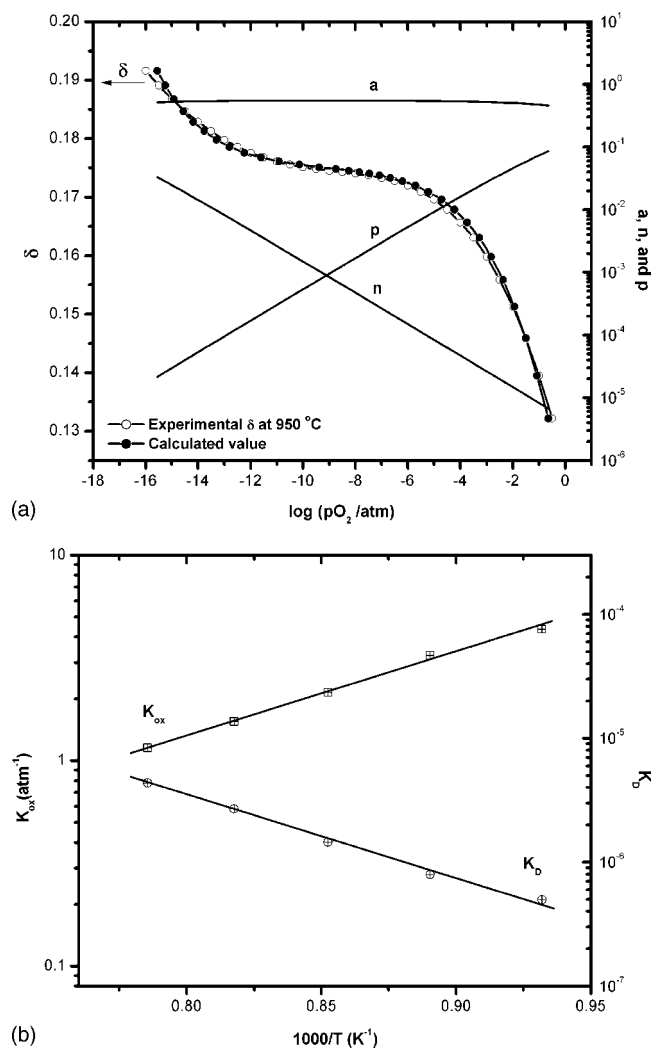 0.20
0.19
0.18
0.17
0.16
0.15
0.14
0.13
δ
δ
a
p
n
10¹
10⁰
10⁻¹
10⁻²
10⁻³
10⁻⁴
10⁻⁵
10⁻⁶
a, n, and p
Experimental δ at 950 °C
Calculated value
-18 -16 -14 -12 -10 -8 -6 -4 -2 0
log (pO₂ /atm)
(a)
10
1
0.1
Kₒₓ(atm⁻¹)
Kₒₓ
K_D
10⁻⁴
10⁻⁵
10⁻⁶
10⁻⁷
K_D
0.80 0.85 0.90 0.95
1000/T (K⁻¹)
(b)